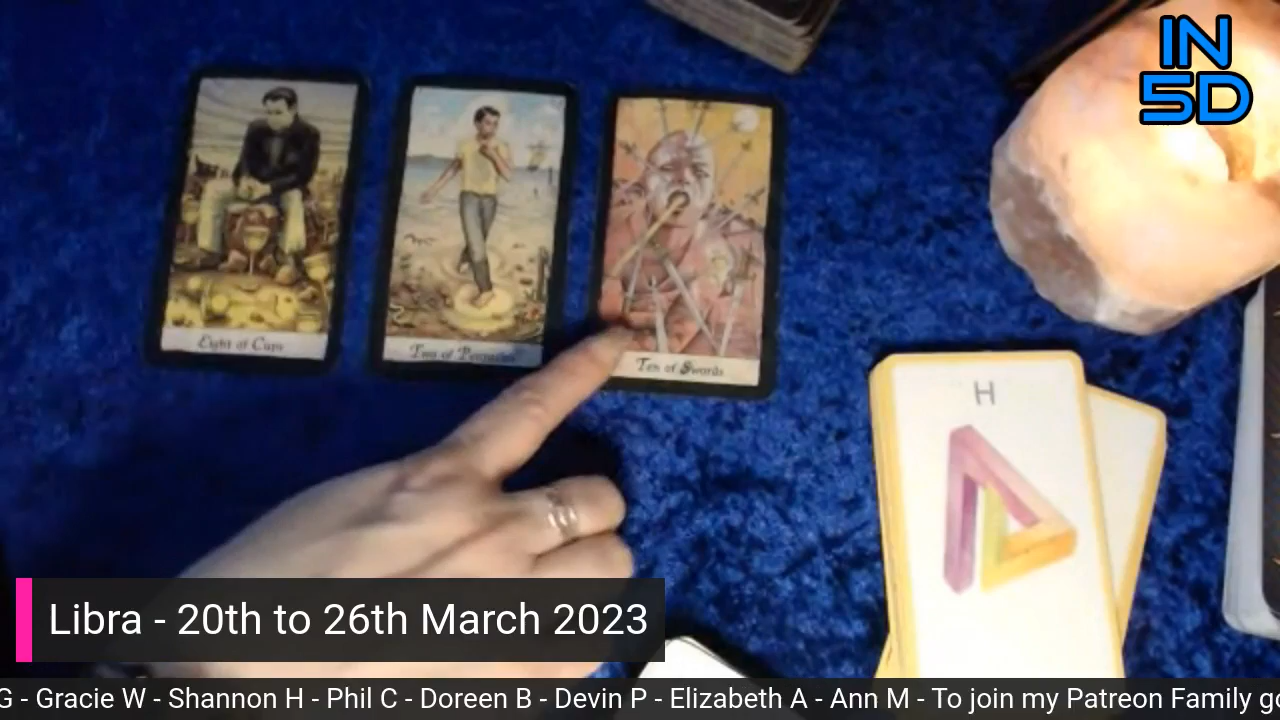 IN
5D
Eight of Cups
Two of Pentacles
Ten of Swords
H
Libra - 20th to 26th March 2023
G - Gracie W - Shannon H - Phil C - Doreen B - Devin P - Elizabeth A - Ann M - To join my Patreon Family go